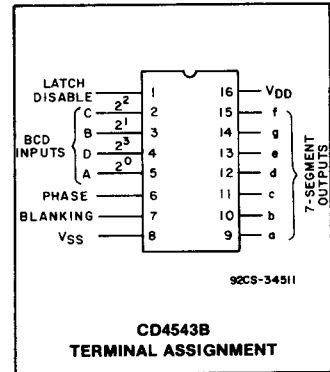 LATCH DISABLE 1 16 VDD
C 2² 2 15 f
B 2¹ 3 14 g
D 2³ 4 13 e
A 2⁰ 5 12 d
PHASE 6 11 c
BLANKING 7 10 b
VSS 8 9 a
BCD INPUTS
7-SEGMENT OUTPUTS
92CS-34511
CD4543B
TERMINAL ASSIGNMENT